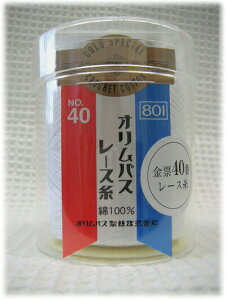 GOLD SPECIMEN
CROCHET COTTON
NO.
40
801
オリムパス
レース糸
綿100%
オリムパス製絲株式会社
金票40番
レース糸